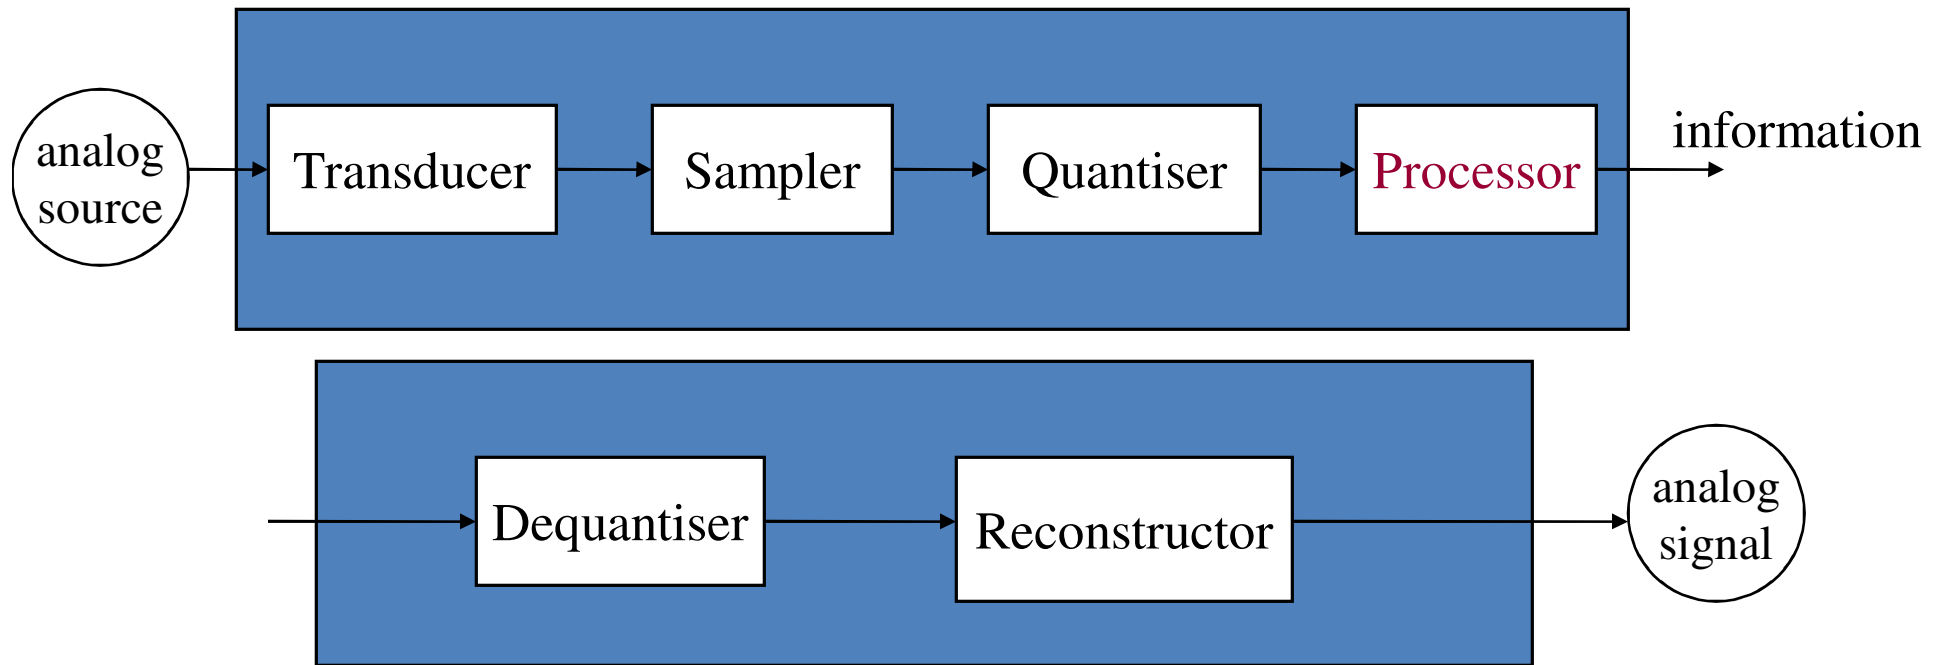 analog
source
Transducer
Sampler
Quantiser
Processor
information
Dequantiser
Reconstructor
analog
signal